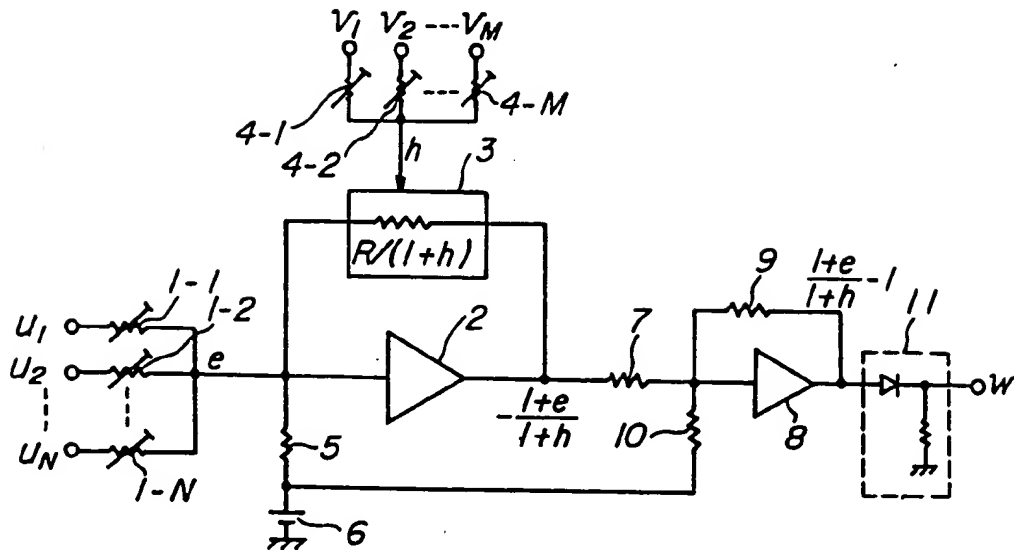 V1 V2 ---- VM
4-1
4-2
4-M
h
3
R/(1+h)
1-1
1-2
u1
u2
uN
1-N
e
2
5
6
-(1+e)/(1+h)
7
10
9
8
(1+e)/(1+h) -1
11
w